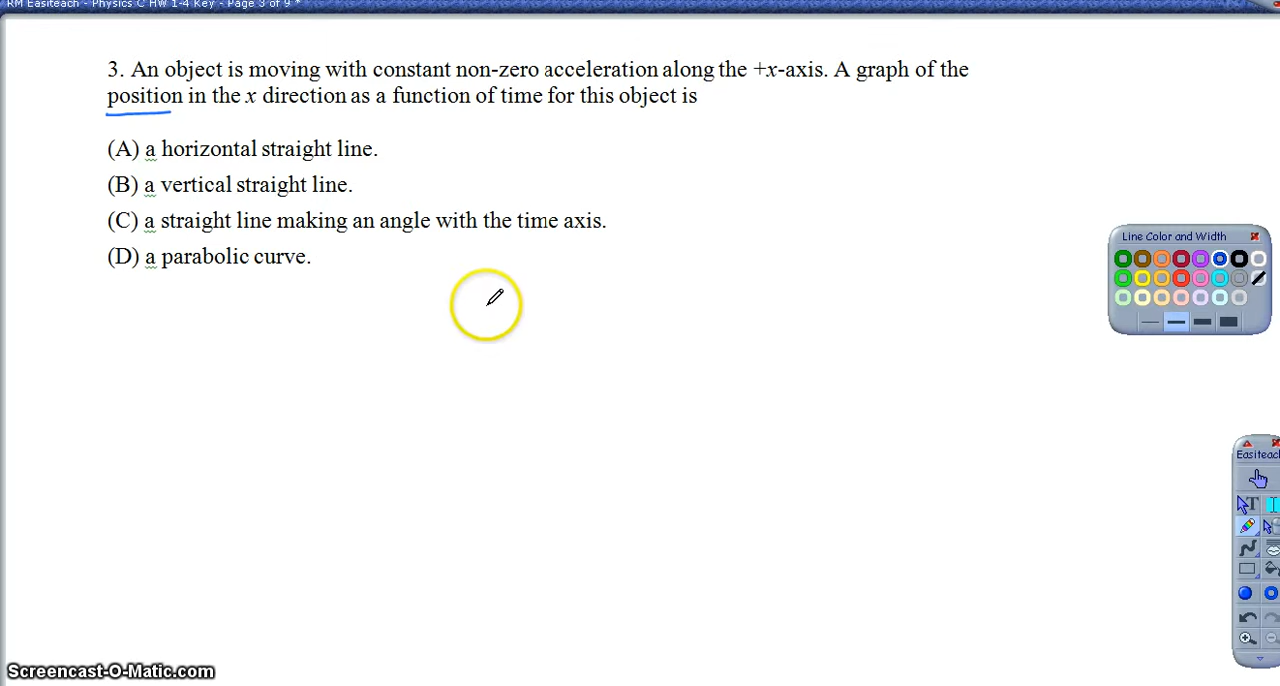 RM Easiteach - Physics C HW 1-4 Key - Page 3 of 9 *
3. An object is moving with constant non-zero acceleration along the +x-axis. A graph of the
position in the x direction as a function of time for this object is
(A) a horizontal straight line.
(B) a vertical straight line.
(C) a straight line making an angle with the time axis.
(D) a parabolic curve.
Line Color and Width
Easiteach
Screencast-O-Matic.com